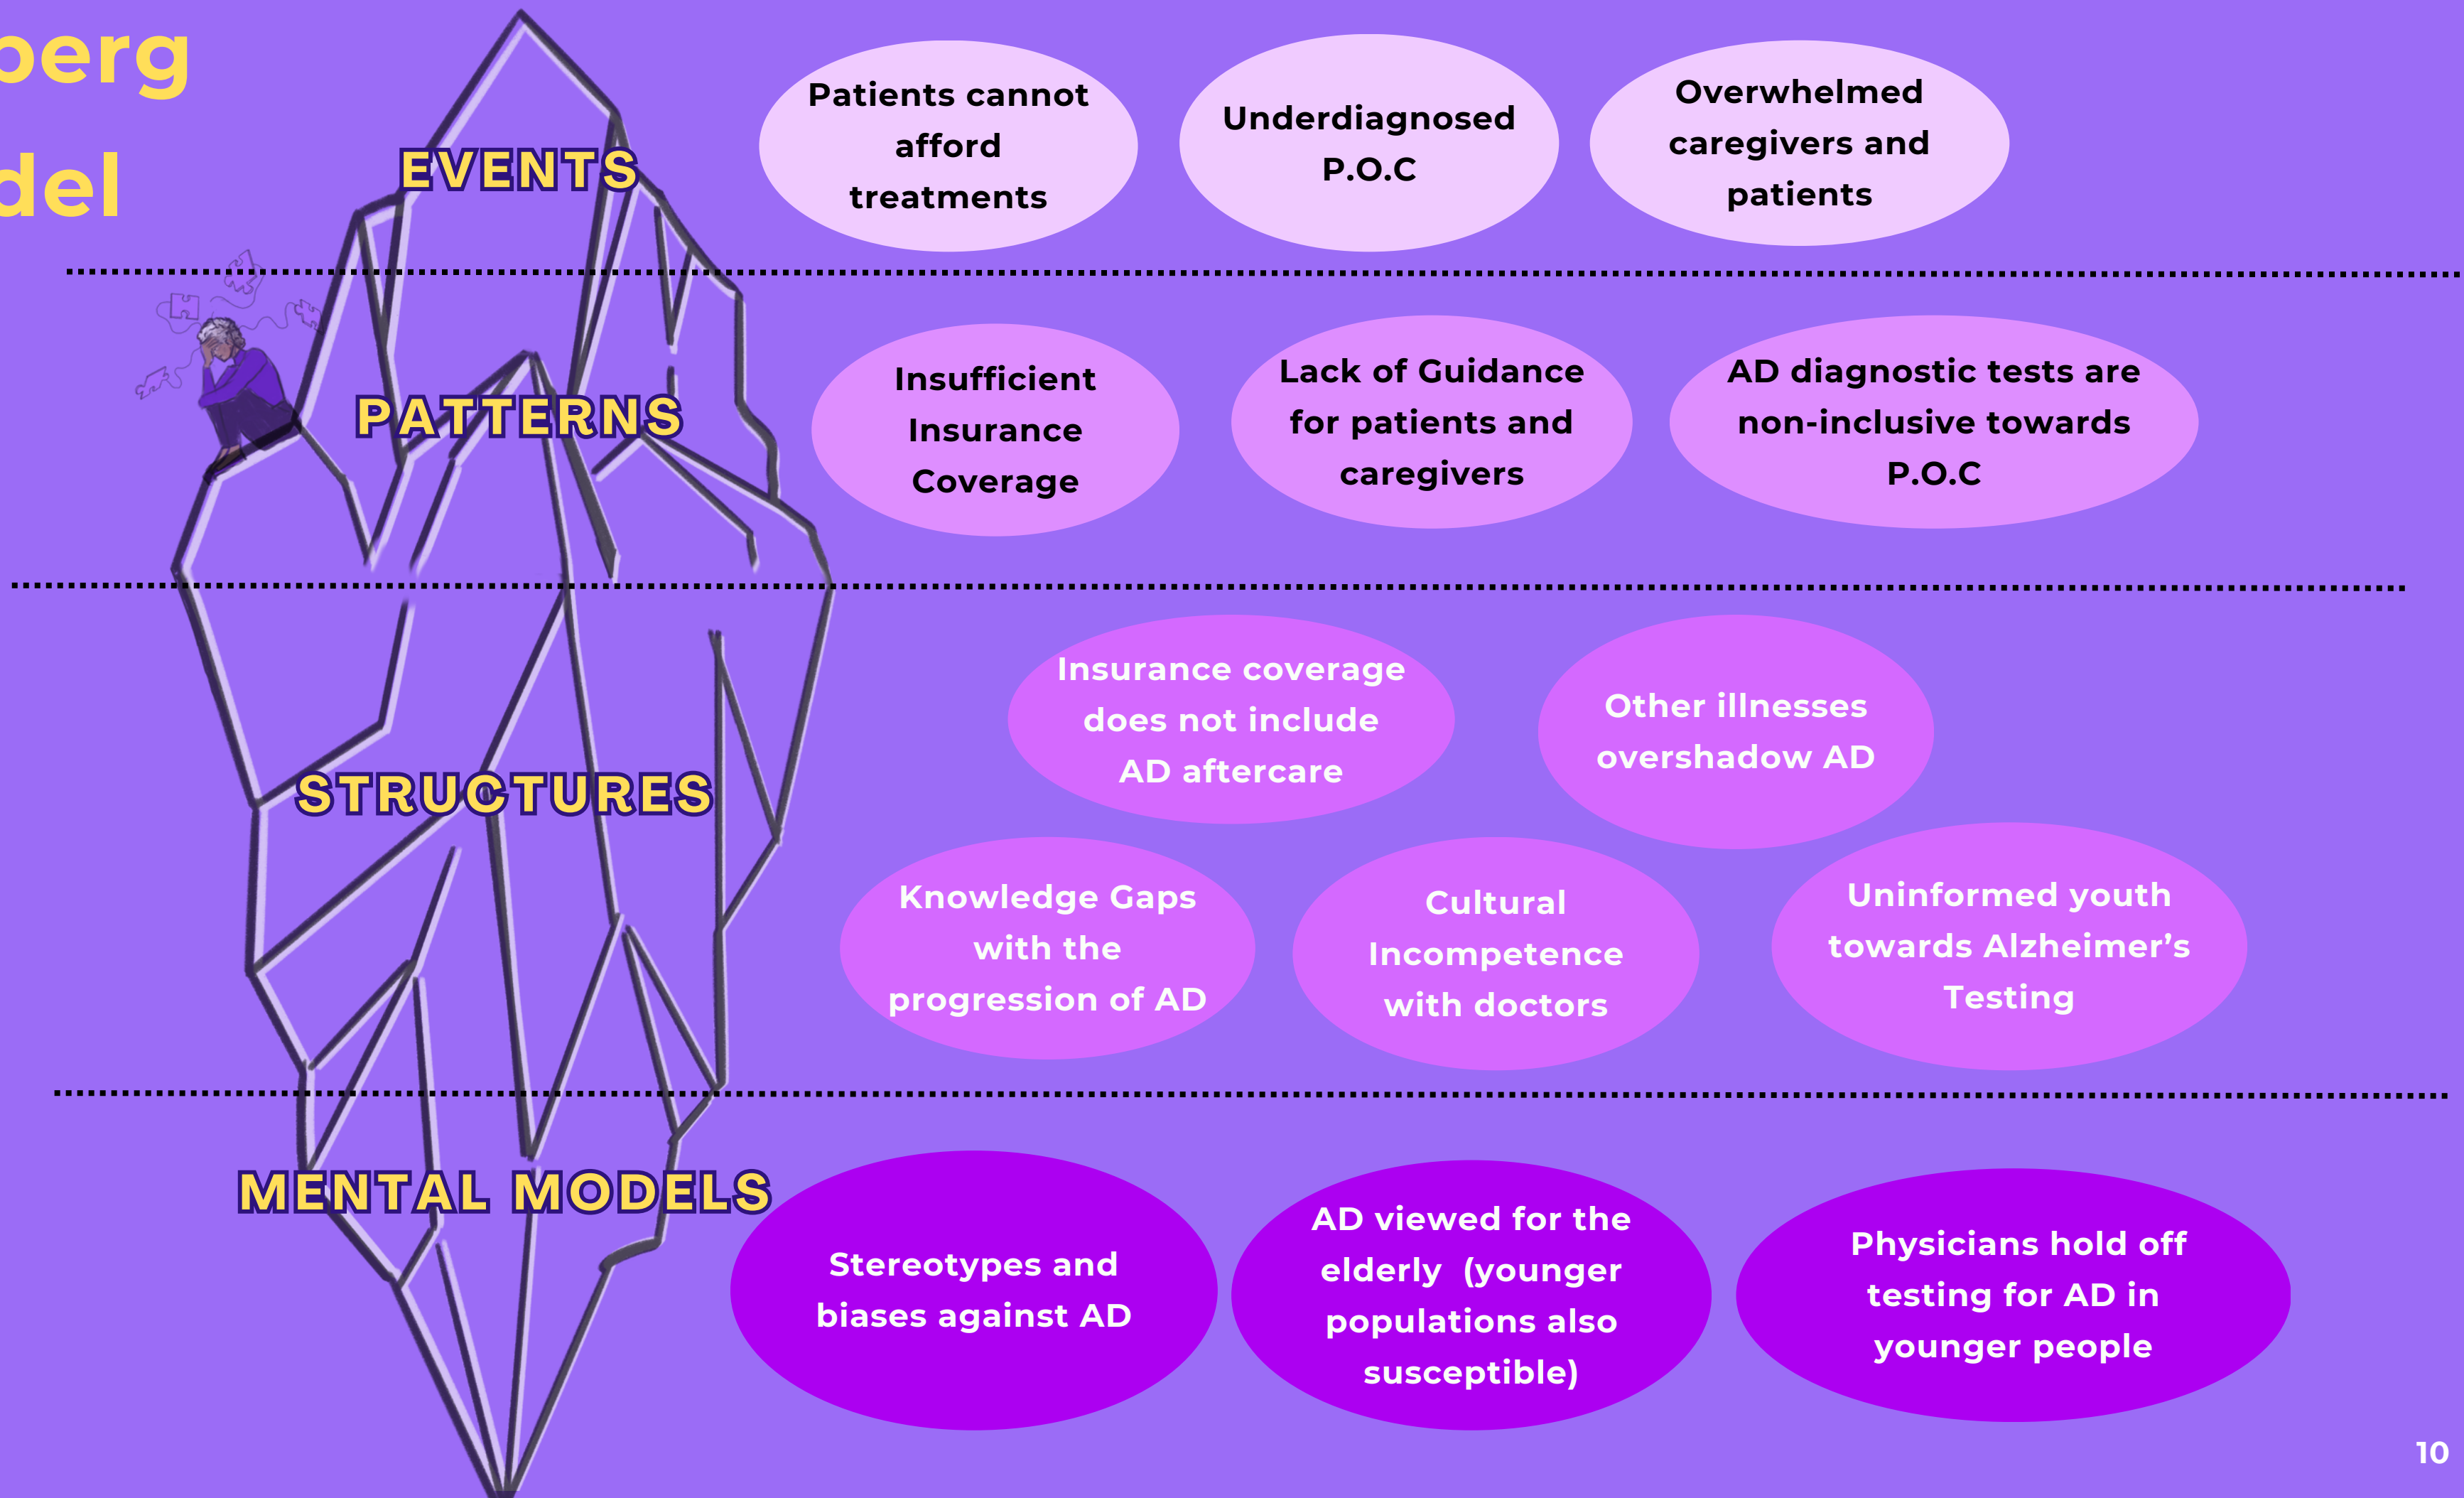 berg
del
EVENTS
Patients cannot
afford
treatments
Underdiagnosed
P.O.C
Overwhelmed
caregivers and
patients
PATTERNS
Insufficient
Insurance
Coverage
Lack of Guidance
for patients and
caregivers
AD diagnostic tests are
non-inclusive towards
P.O.C
STRUCTURES
Insurance coverage
does not include
AD aftercare
Other illnesses
overshadow AD
Knowledge Gaps
with the
progression of AD
Cultural
Incompetence
with doctors
Uninformed youth
towards Alzheimer’s
Testing
MENTAL MODELS
Stereotypes and
biases against AD
AD viewed for the
elderly (younger
populations also
susceptible)
Physicians hold off
testing for AD in
younger people
10